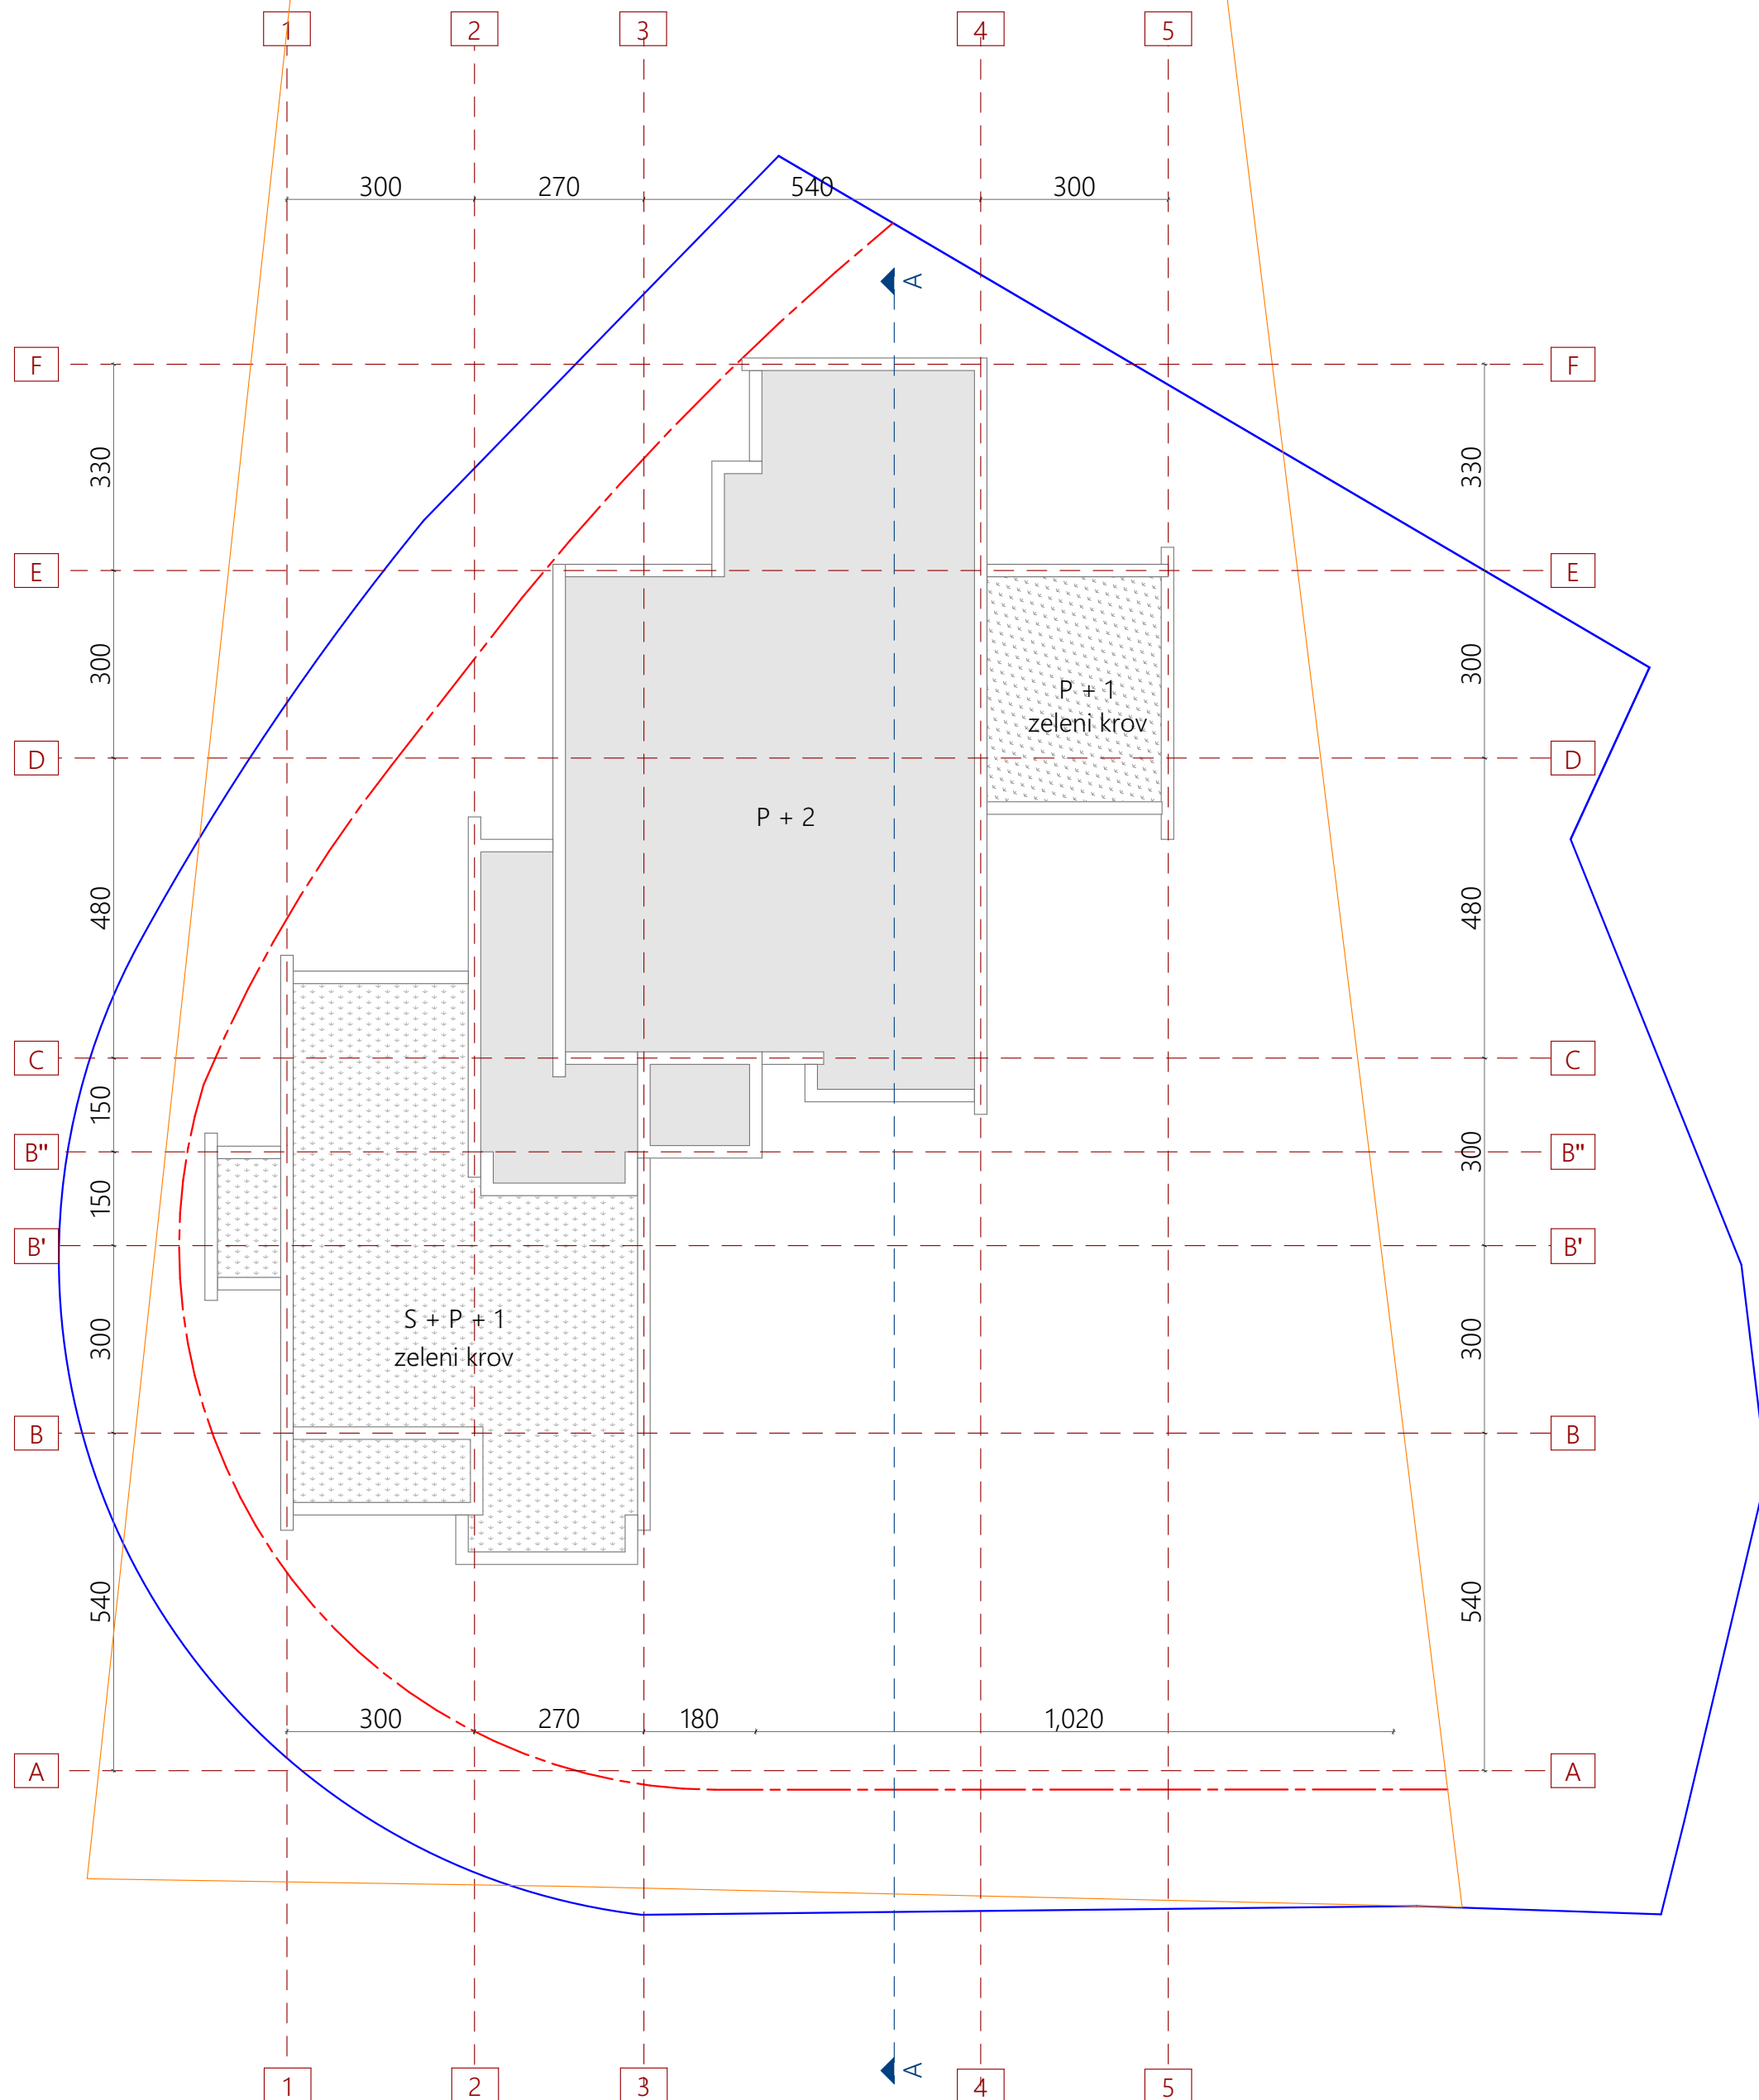 1 2 3 4 5
300 270 540 300
A
F F
330 330
E E
300 300
P + 1
zeleni krov
D D
P + 2
480 480
C C
150
B" 300 B"
150
B' B'
S + P + 1
300 300
zeleni krov
B B
540 540
300 270 180 1,020
A A
A
1 2 3 4 5